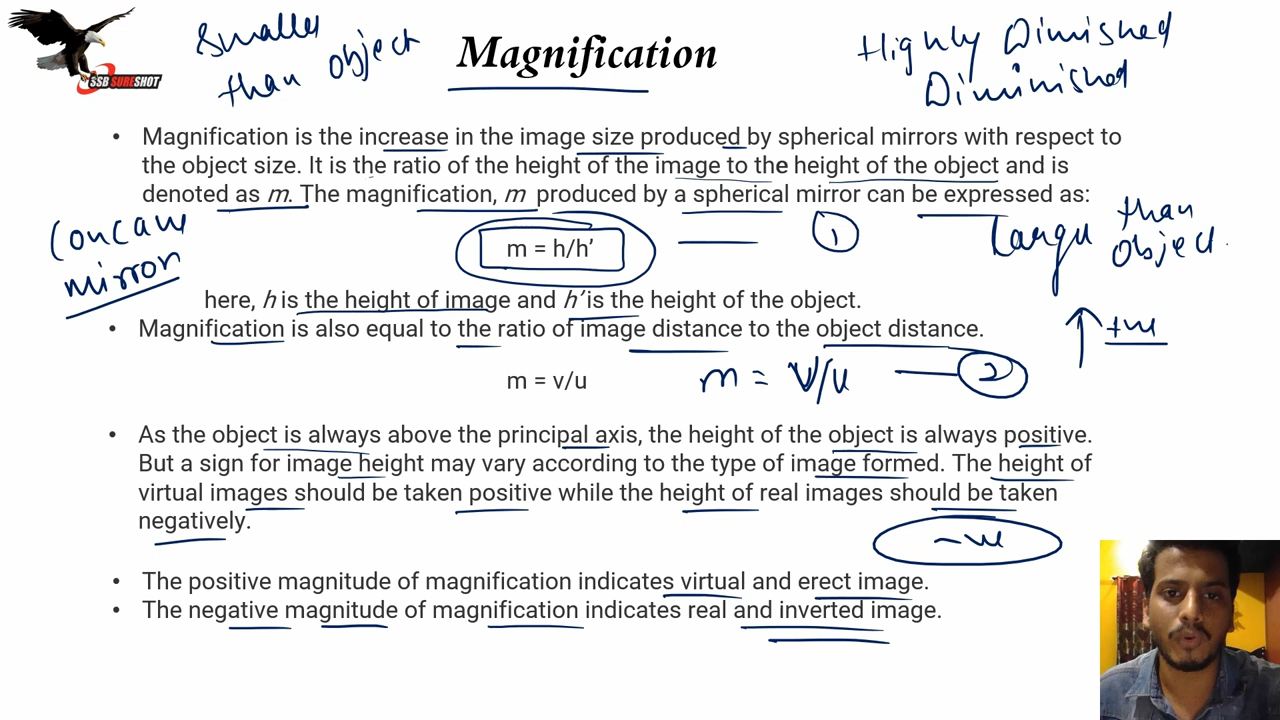 Smaller
than object
Magnification
Highly Diminished
Diminished
SSB SURESHOT
• Magnification is the increase in the image size produced by spherical mirrors with respect to
the object size. It is the ratio of the height of the image to the height of the object and is
denoted as m. The magnification, m produced by a spherical mirror can be expressed as:
Concave
mirror
m = h/h'
1
Large than
object.
here, h is the height of image and h' is the height of the object.
• Magnification is also equal to the ratio of image distance to the object distance.
+ve
m = v/u
m = v/u
2
• As the object is always above the principal axis, the height of the object is always positive.
But a sign for image height may vary according to the type of image formed. The height of
virtual images should be taken positive while the height of real images should be taken
negatively.
-ve
• The positive magnitude of magnification indicates virtual and erect image.
• The negative magnitude of magnification indicates real and inverted image.